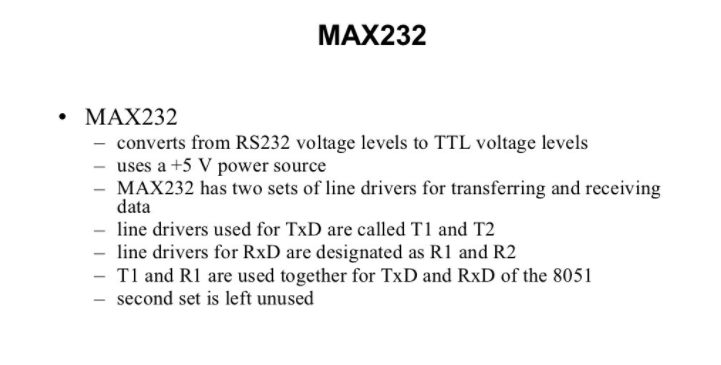 MAX232
• MAX232
– converts from RS232 voltage levels to TTL voltage levels
– uses a +5 V power source
– MAX232 has two sets of line drivers for transferring and receiving
data
– line drivers used for TxD are called T1 and T2
– line drivers for RxD are designated as R1 and R2
– T1 and R1 are used together for TxD and RxD of the 8051
– second set is left unused